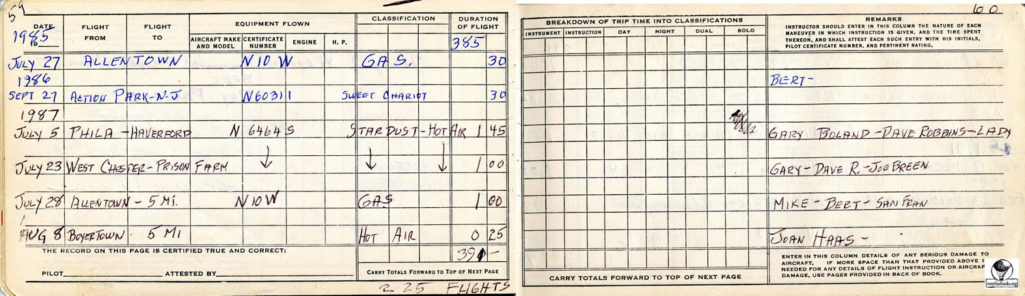 59
DATE
1985
19
FLIGHT
FROM
FLIGHT
TO
EQUIPMENT FLOWN
AIRCRAFT MAKE
AND MODEL
CERTIFICATE
NUMBER
ENGINE
H. P.
CLASSIFICATION
DURATION
OF FLIGHT
385
JULY 27 ALLENTOWN N10W GAS. 30
1986
SEPT 27 ACTION PARK-N.J N60311 SWEET CHARIOT 30
1987
JULY 5 PHILA - HAVERFORD N 6464S STARDUST-HOT AIR 1 45
JULY 23 WEST CHESTER - PRISON FARM ↓ ↓ ↓ 1 00
JULY 28 ALLENTOWN - 5 MI. N10W GAS 1 00
AUG 8 BOYERTOWN 5 MI HOT AIR 0 25
THE RECORD ON THIS PAGE IS CERTIFIED TRUE AND CORRECT:
391-
PILOT ATTESTED BY
CARRY TOTALS FORWARD TO TOP OF NEXT PAGE
225 FLIGHTS
60
BREAKDOWN OF TRIP TIME INTO CLASSIFICATIONS
INSTRUMENT
INSTRUCTION
DAY
NIGHT
DUAL
SOLO
REMARKS
INSTRUCTOR SHOULD ENTER IN THIS COLUMN THE NATURE OF EACH
MANEUVER IN WHICH INSTRUCTION IS GIVEN, AND THE TIME SPENT
THEREON, AND SHALL ATTEST EACH SUCH ENTRY WITH HIS INITIALS,
PILOT CERTIFICATE NUMBER, AND PERTINENT RATING.
BERT-
GARY BOLAND - DAVE ROBBINS - LADY
GARY - DAVE R. - JOE BREEN
MIKE - BERT - SAN FRAN
JOAN HAAS -
ENTER IN THIS COLUMN DETAILS OF ANY SERIOUS DAMAGE TO
AIRCRAFT. IF MORE SPACE THAN THAT PROVIDED ABOVE
NEEDED FOR ANY DETAILS OF FLIGHT INSTRUCTION OR AIRCRAF
DAMAGE, USE PAGES PROVIDED IN BACK OF BOOK.
CARRY TOTALS FORWARD TO TOP OF NEXT PAGE